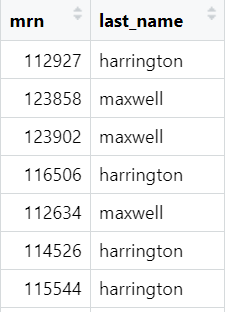 mrn last_name
112927 harrington
123858 maxwell
123902 maxwell
116506 harrington
112634 maxwell
114526 harrington
115544 harrington